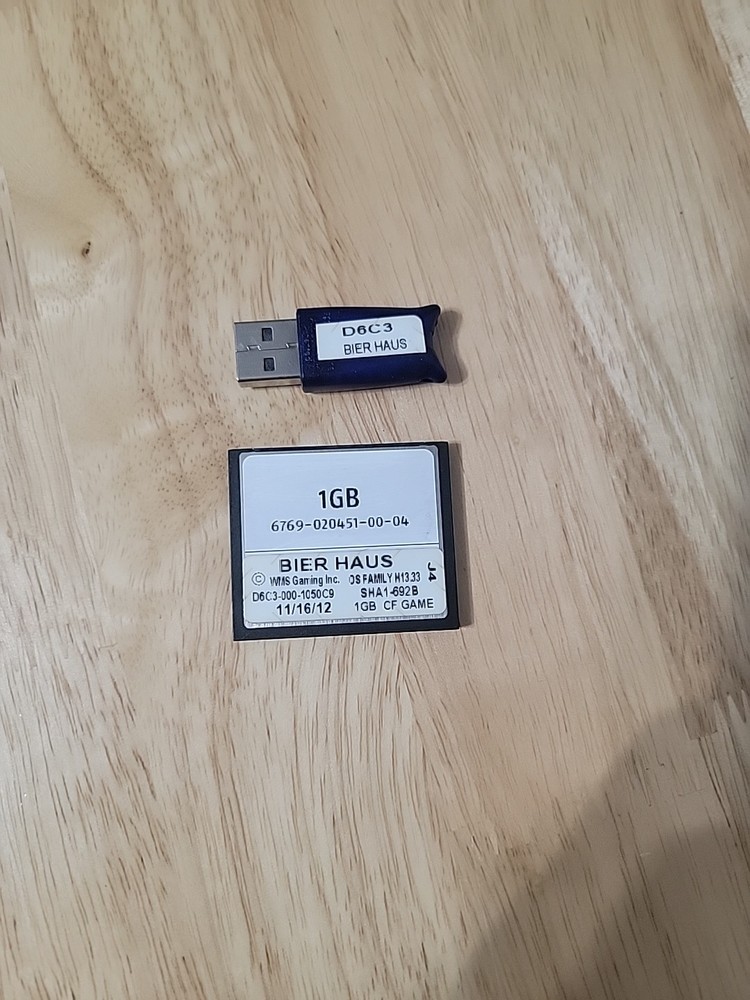 D6C3
BIER HAUS
1GB
6769-020451-00-04
BIER HAUS
© WMS Gaming Inc. OS FAMILY H13.33
D6C3-000-1050C9 SHA1-692B
11/16/12 1GB CF GAME
J4